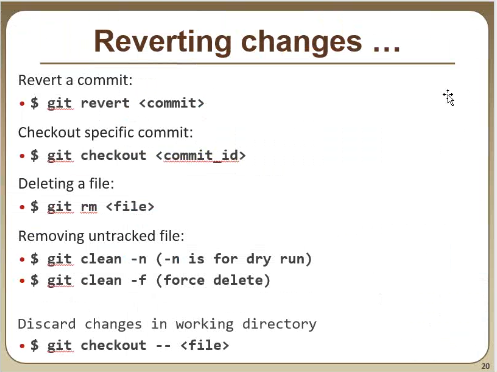 Reverting changes …
Revert a commit:
• $ git revert <commit>
Checkout specific commit:
• $ git checkout <commit_id>
Deleting a file:
• $ git rm <file>
Removing untracked file:
• $ git clean -n (-n is for dry run)
• $ git clean -f (force delete)
Discard changes in working directory
• $ git checkout -- <file>
20